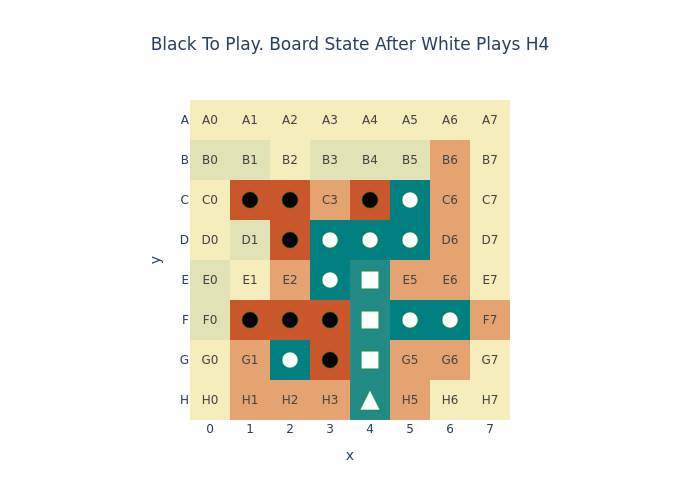 Black To Play. Board State After White Plays H4
A A0 A1 A2 A3 A4 A5 A6 A7
B B0 B1 B2 B3 B4 B5 B6 B7
C C0 C3 C6 C7
D D0 D1 D6 D7
y
E E0 E1 E2 E5 E6 E7
F F0 F7
G G0 G1 G5 G6 G7
H H0 H1 H2 H3 H5 H6 H7
0 1 2 3 4 5 6 7
x